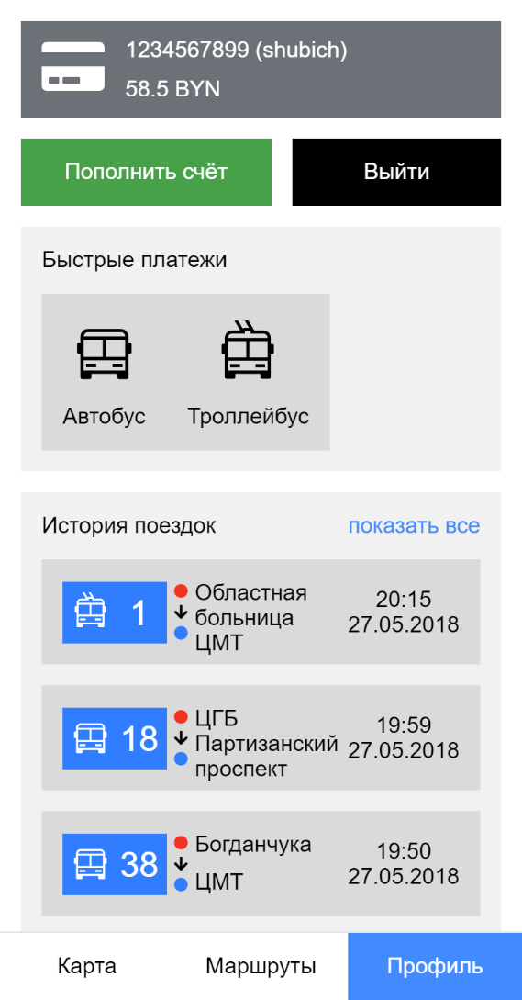 1234567899 (shubich)
58.5 BYN
Пополнить счёт
Выйти
Быстрые платежи
Автобус
Троллейбус
История поездок
показать все
1
Областная
больница
ЦМТ
20:15
27.05.2018
18
ЦГБ
Партизанский
проспект
19:59
27.05.2018
38
Богданчука
ЦМТ
19:50
27.05.2018
Карта
Маршруты
Профиль